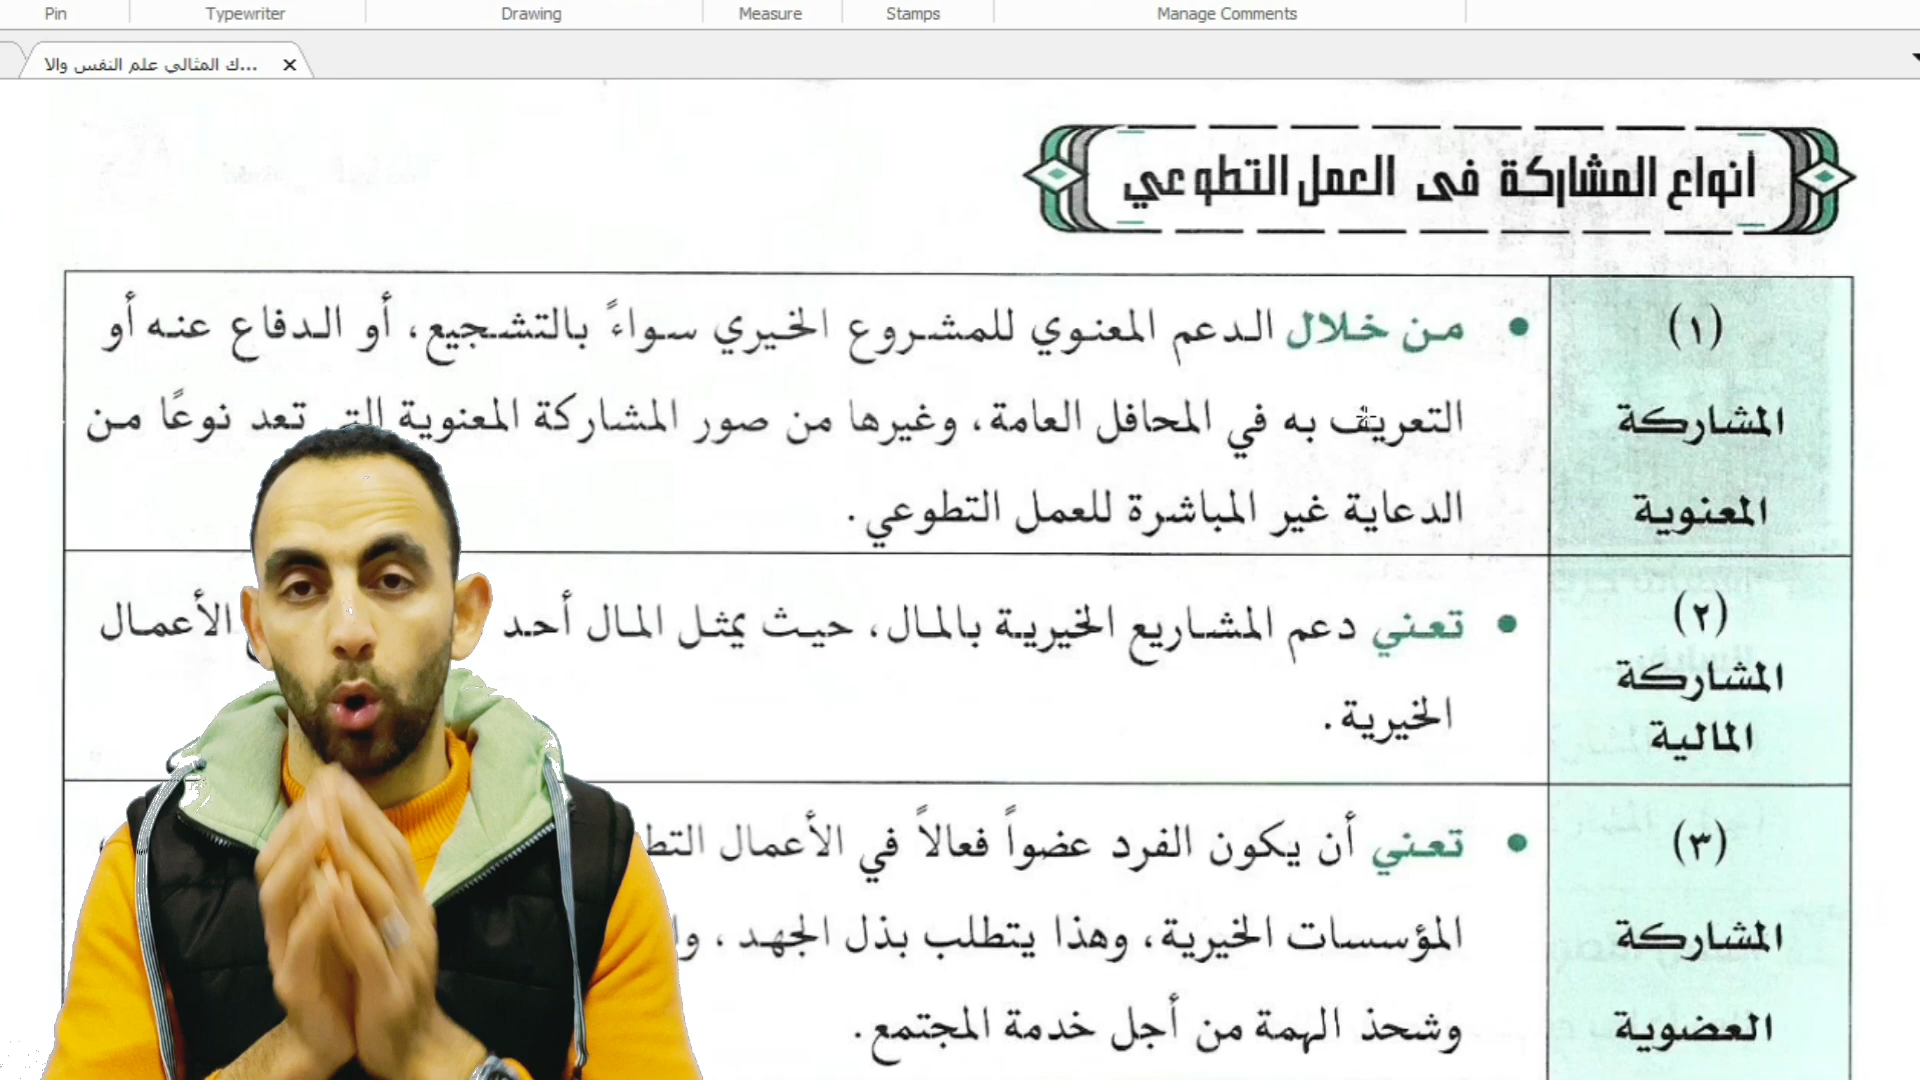 Pin Typewriter Drawing Measure Stamps Manage Comments
ك المثالي علم النفس والا...
أنواع المشاركة فى العمل التطوعي
(١)
المشاركة
المعنوية
• من خلال الدعم المعنوي للمشروع الخيري سواءً بالتشجيع، أو الدفاع عنه أو
التعريف به في المحافل العامة، وغيرها من صور المشاركة المعنوية التي تعد نوعًا من
الدعاية غير المباشرة للعمل التطوعي.
(٢)
المشاركة
المالية
• تعني دعم المشاريع الخيرية بالمال، حيث يمثل المال أحد الأعمال
الخيرية.
(٣)
المشاركة
العضوية
• تعني أن يكون الفرد عضواً فعالاً في الأعمال
المؤسسات الخيرية، وهذا يتطلب بذل الجهد،
وشحذ الهمة من أجل خدمة المجتمع.